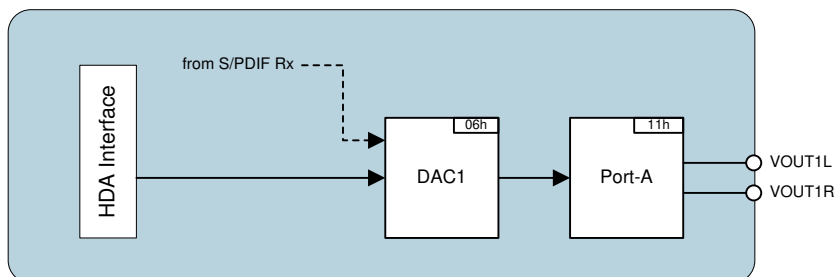 from S/PDIF Rx
HDA Interface
06h
DAC1
11h
Port-A
VOUT1L
VOUT1R